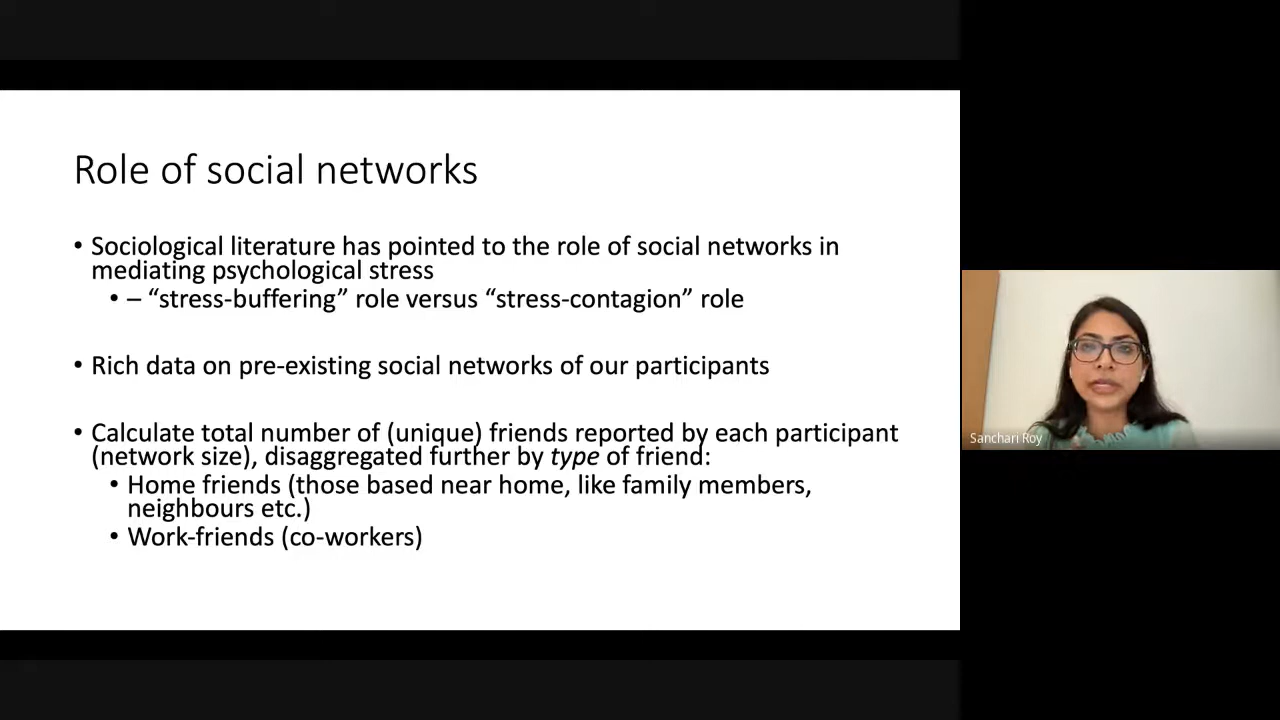 Role of social networks
• Sociological literature has pointed to the role of social networks in
mediating psychological stress
• – “stress-buffering” role versus “stress-contagion” role
• Rich data on pre-existing social networks of our participants
• Calculate total number of (unique) friends reported by each participant
(network size), disaggregated further by type of friend:
• Home friends (those based near home, like family members,
neighbours etc.)
• Work-friends (co-workers)
Sanchari Roy